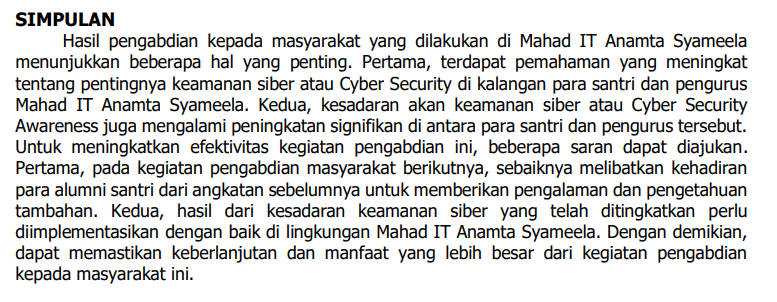 SIMPULAN
Hasil pengabdian kepada masyarakat yang dilakukan di Mahad IT Anamta Syameela
menunjukkan beberapa hal yang penting. Pertama, terdapat pemahaman yang meningkat
tentang pentingnya keamanan siber atau Cyber Security di kalangan para santri dan pengurus
Mahad IT Anamta Syameela. Kedua, kesadaran akan keamanan siber atau Cyber Security
Awareness juga mengalami peningkatan signifikan di antara para santri dan pengurus tersebut.
Untuk meningkatkan efektivitas kegiatan pengabdian ini, beberapa saran dapat diajukan.
Pertama, pada kegiatan pengabdian masyarakat berikutnya, sebaiknya melibatkan kehadiran
para alumni santri dari angkatan sebelumnya untuk memberikan pengalaman dan pengetahuan
tambahan. Kedua, hasil dari kesadaran keamanan siber yang telah ditingkatkan perlu
diimplementasikan dengan baik di lingkungan Mahad IT Anamta Syameela. Dengan demikian,
dapat memastikan keberlanjutan dan manfaat yang lebih besar dari kegiatan pengabdian
kepada masyarakat ini.